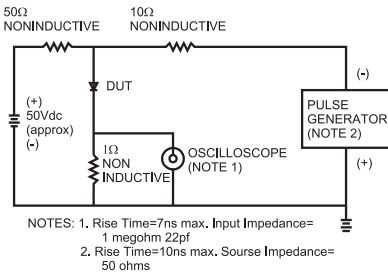 50Ω
NONINDUCTIVE
10Ω
NONINDUCTIVE
DUT
(+)
50Vdc
(approx)
(-)
1Ω
NON
INDUCTIVE
OSCILLOSCOPE
(NOTE 1)
(-)
PULSE
GENERATOR
(NOTE 2)
(+)
NOTES: 1. Rise Time=7ns max. Input Impedance=
1 megohm 22pf
2. Rise Time=10ns max. Sourse Impedance=
50 ohms